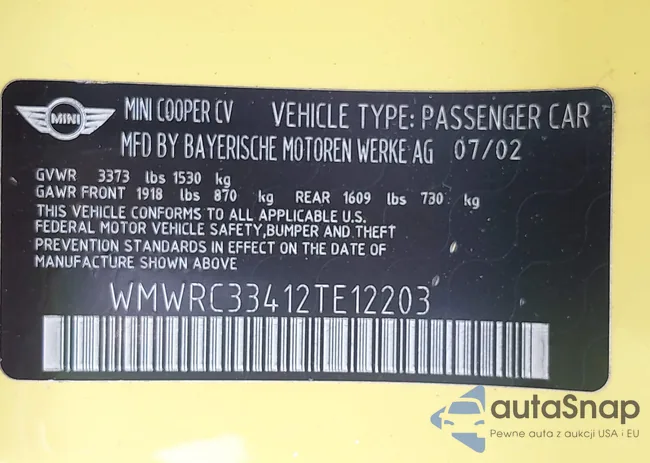 MINI
MINI COOPER CV VEHICLE TYPE: PASSENGER CAR
MFD BY BAYERISCHE MOTOREN WERKE AG 07/02
GVWR 3373 lbs 1530 kg
GAWR FRONT 1918 lbs 870 kg REAR 1609 lbs 730 kg
THIS VEHICLE CONFORMS TO ALL APPLICABLE U.S.
FEDERAL MOTOR VEHICLE SAFETY,BUMPER AND THEFT
PREVENTION STANDARDS IN EFFECT ON THE DATE OF
MANUFACTURE SHOWN ABOVE
WMWRC33412TE12203
autaSnap
Pewne auta z aukcji USA i EU